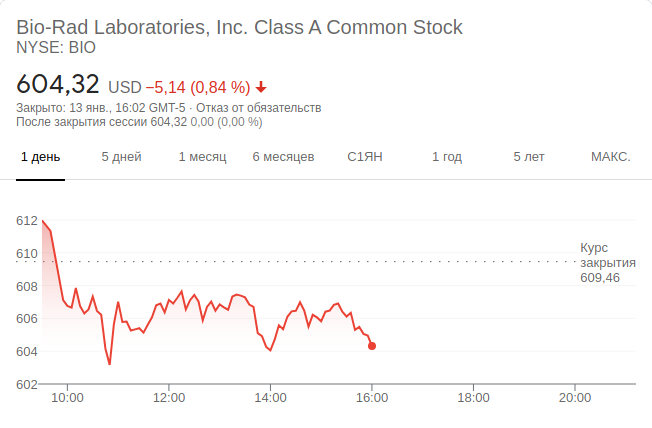 Bio-Rad Laboratories, Inc. Class A Common Stock
NYSE: BIO
604,32 USD −5,14 (0,84 %)
Закрыто: 13 янв., 16:02 GMT-5 · Отказ от обязательств
После закрытия сессии 604,32 0,00 (0,00 %)
1 день 5 дней 1 месяц 6 месяцев С1ЯН 1 год 5 лет МАКС.
612
610
608
606
604
602
Курс
закрытия
609,46
10:00 12:00 14:00 16:00 18:00 20:00